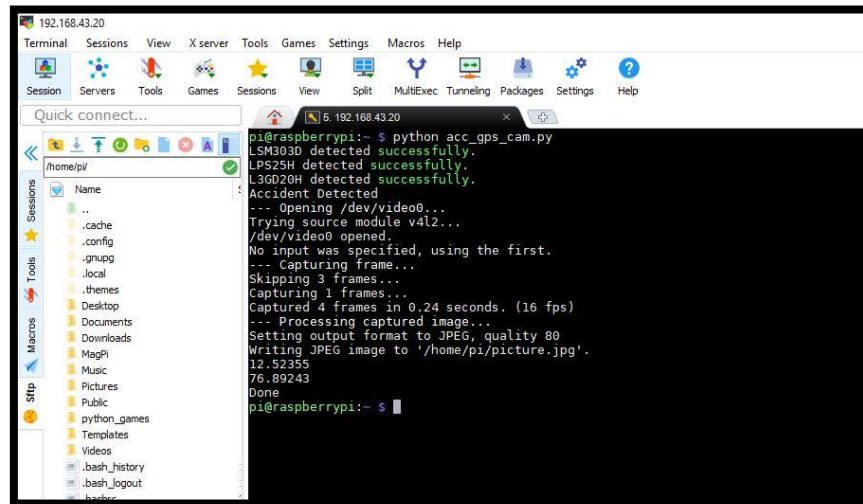 192.168.43.20
Terminal Sessions View X server Tools Games Settings Macros Help
Session Servers Tools Games Sessions View Split MultiExec Tunneling Packages Settings Help
Quick connect...
5. 192.168.43.20
/home/pi/
Name
..
.cache
.config
.gnupg
.local
.themes
Desktop
Documents
Downloads
MagPi
Music
Pictures
Public
python_games
Templates
Videos
.bash_history
.bash_logout
Sessions
Tools
Macros
Sftp
pi@raspberrypi:~ $ python acc_gps_cam.py
LSM303D detected successfully.
LPS25H detected successfully.
L3GD20H detected successfully.
Accident Detected
--- Opening /dev/video0...
Trying source module v4l2...
/dev/video0 opened.
No input was specified, using the first.
--- Capturing frame...
Skipping 3 frames...
Capturing 1 frames...
Captured 4 frames in 0.24 seconds. (16 fps)
--- Processing captured image...
Setting output format to JPEG, quality 80
Writing JPEG image to '/home/pi/picture.jpg'.
12.52355
76.89243
Done
pi@raspberrypi:~ $